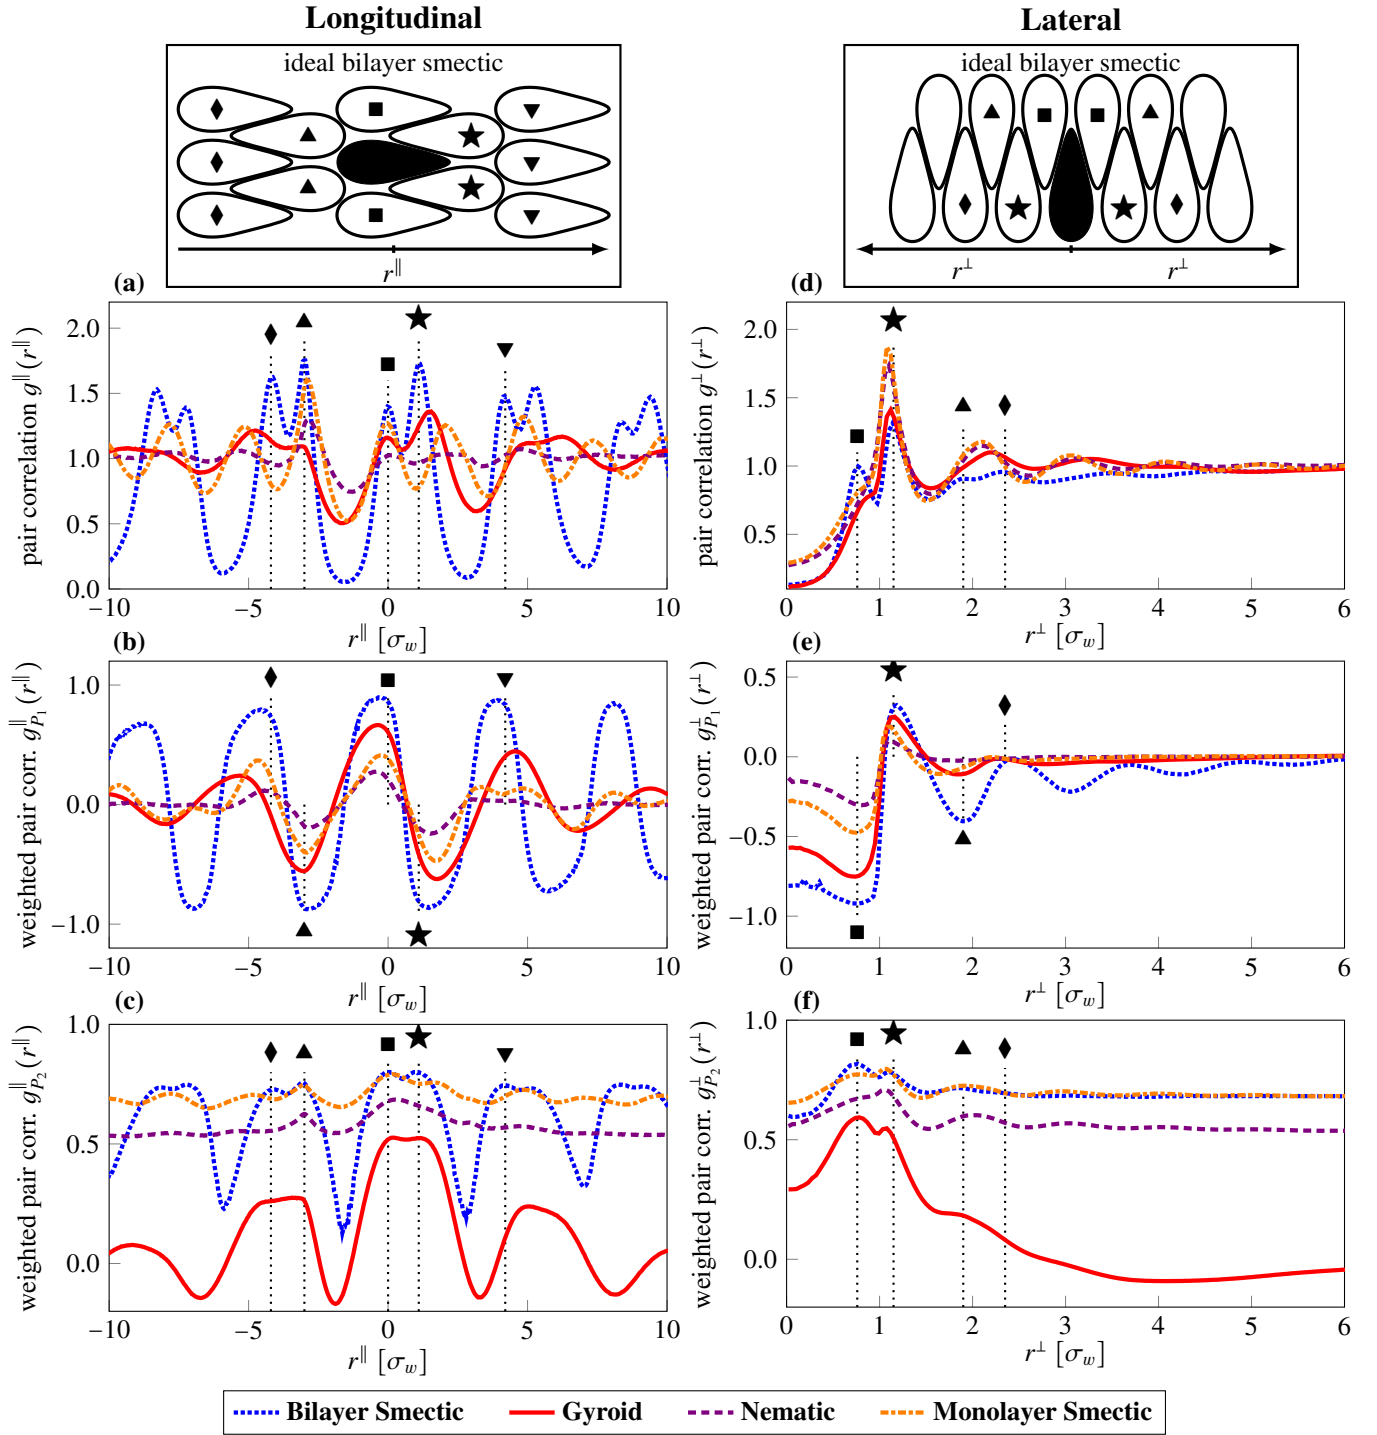 Longitudinal
ideal bilayer smectic
r∥
(a)
2.0
1.5
1.0
0.5
0.0
pair correlation g∥(r∥)
−10 −5 0 5 10
r∥ [σw]
(b)
1.0
0.0
−1.0
weighted pair corr. g∥P1(r∥)
−10 −5 0 5 10
r∥ [σw]
(c)
1.0
0.5
0.0
weighted pair corr. g∥P2(r∥)
−10 −5 0 5 10
r∥ [σw]
Lateral
ideal bilayer smectic
r⊥ r⊥
(d)
2.0
1.5
1.0
0.5
pair correlation g⊥(r⊥)
0 1 2 3 4 5 6
r⊥ [σw]
(e)
0.5
0.0
−0.5
−1.0
weighted pair corr. g⊥P1(r⊥)
0 1 2 3 4 5 6
r⊥ [σw]
(f)
1.0
0.5
0.0
weighted pair corr. g⊥P2(r⊥)
0 1 2 3 4 5 6
r⊥ [σw]
Bilayer Smectic Gyroid Nematic Monolayer Smectic